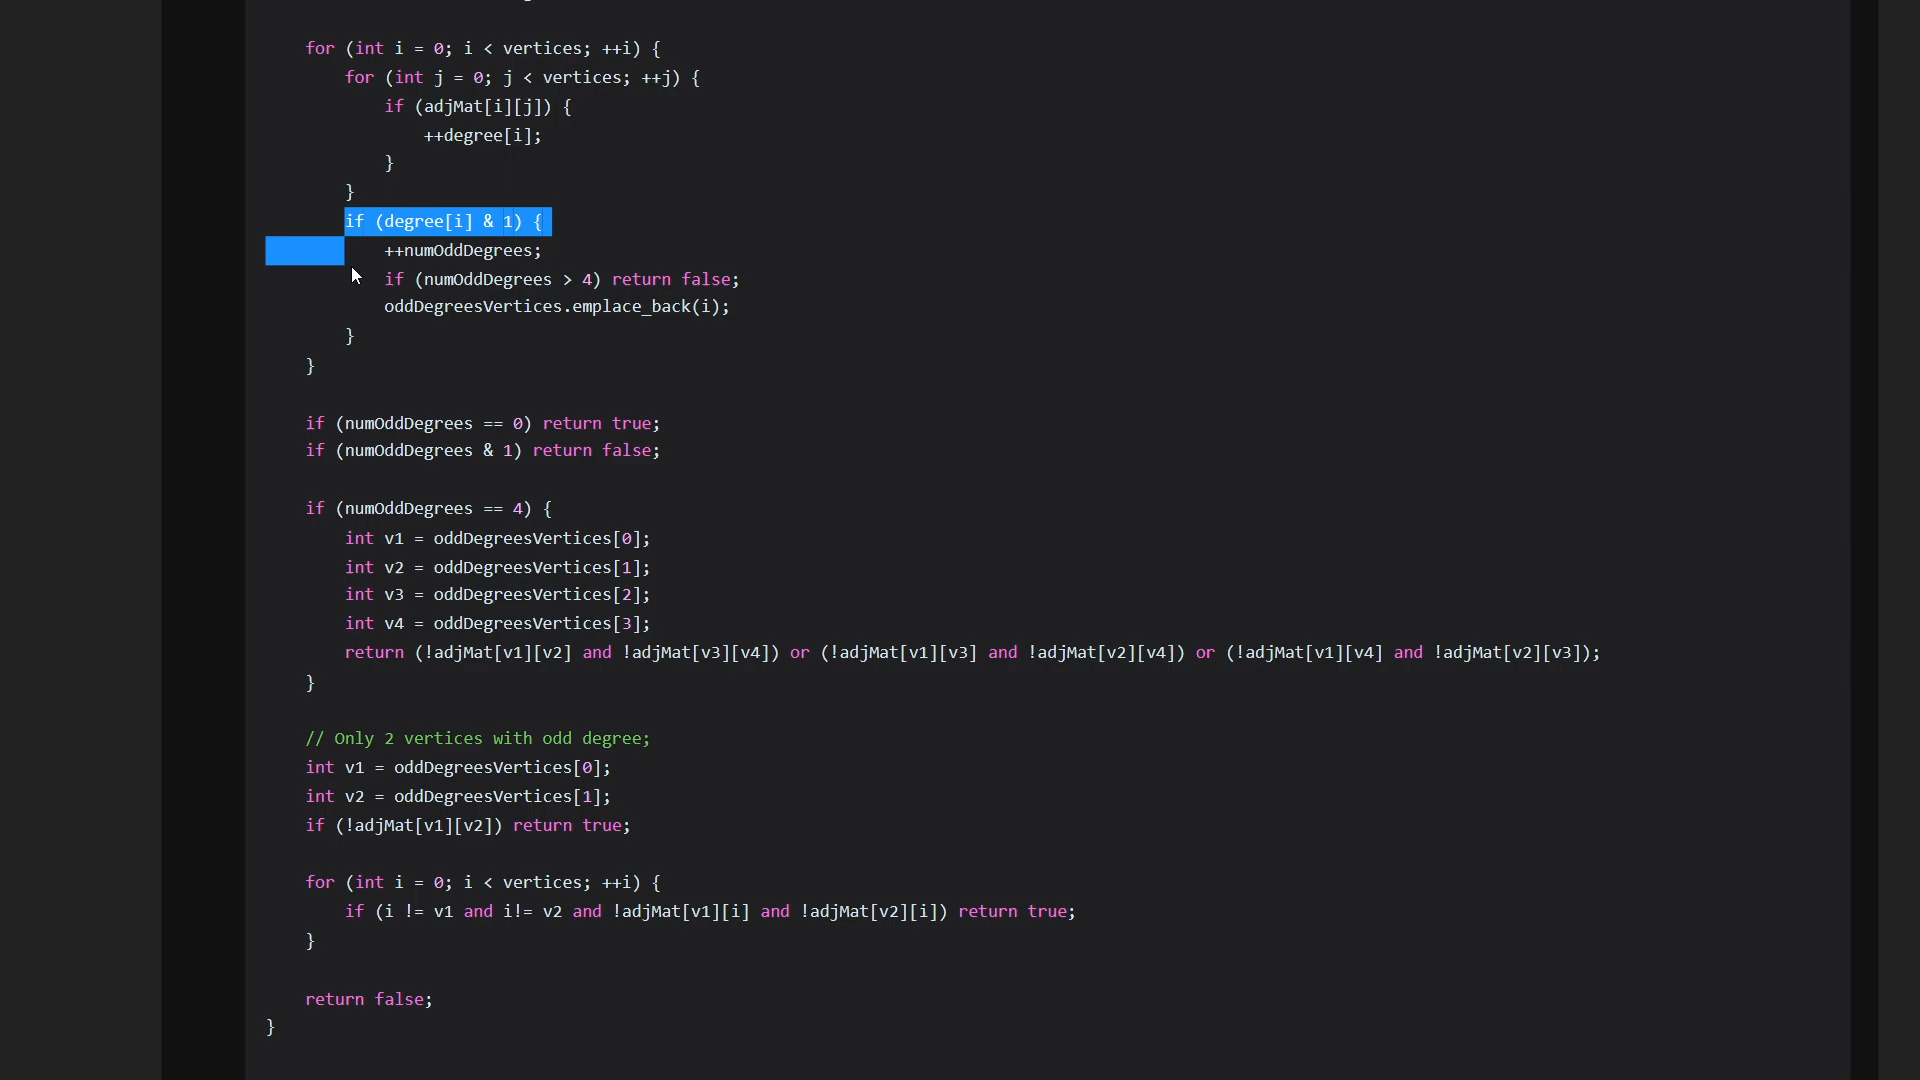 for (int i = 0; i < vertices; ++i) {
for (int j = 0; j < vertices; ++j) {
if (adjMat[i][j]) {
++degree[i];
}
}
if (degree[i] & 1) {
++numOddDegrees;
if (numOddDegrees > 4) return false;
oddDegreesVertices.emplace_back(i);
}
}
if (numOddDegrees == 0) return true;
if (numOddDegrees & 1) return false;
if (numOddDegrees == 4) {
int v1 = oddDegreesVertices[0];
int v2 = oddDegreesVertices[1];
int v3 = oddDegreesVertices[2];
int v4 = oddDegreesVertices[3];
return (!adjMat[v1][v2] and !adjMat[v3][v4]) or (!adjMat[v1][v3] and !adjMat[v2][v4]) or (!adjMat[v1][v4] and !adjMat[v2][v3]);
}
// Only 2 vertices with odd degree;
int v1 = oddDegreesVertices[0];
int v2 = oddDegreesVertices[1];
if (!adjMat[v1][v2]) return true;
for (int i = 0; i < vertices; ++i) {
if (i != v1 and i!= v2 and !adjMat[v1][i] and !adjMat[v2][i]) return true;
}
return false;
}